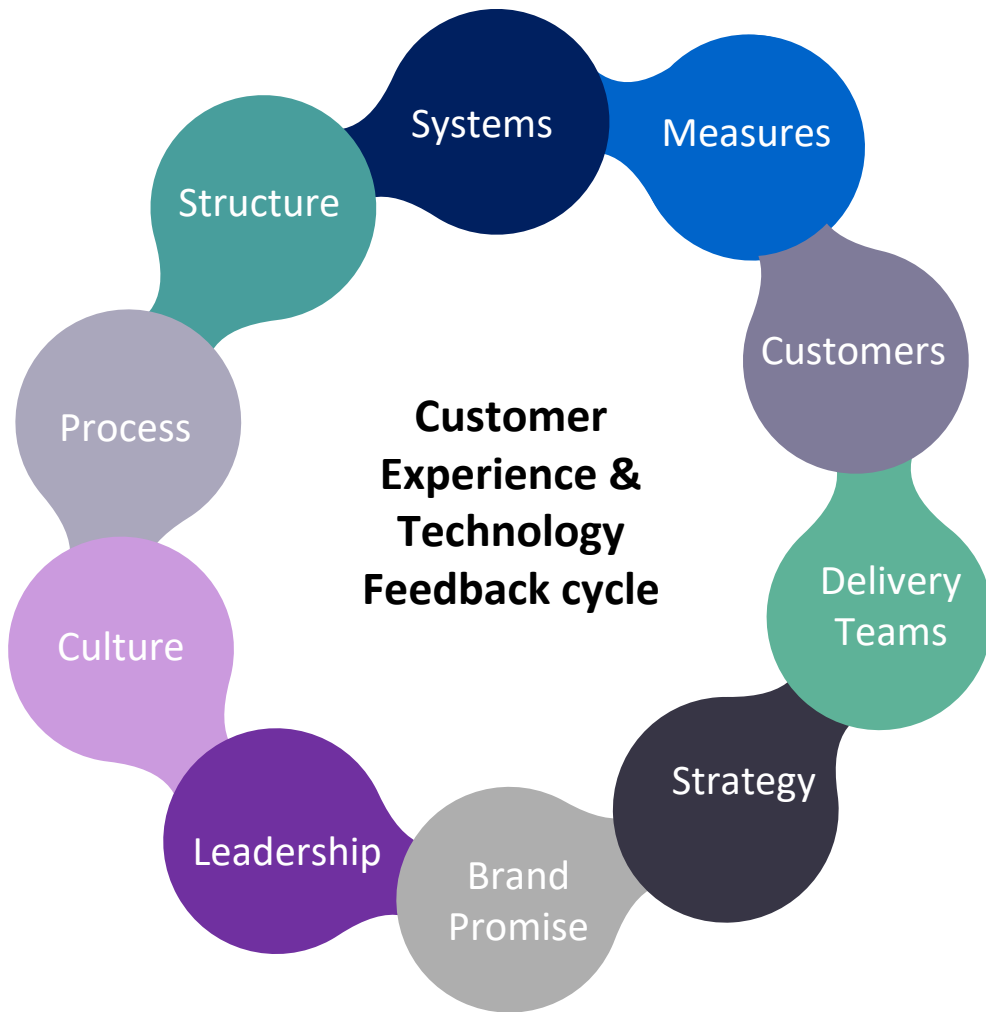 Systems
Measures
Structure
Customers
Customer
Experience &
Technology
Feedback cycle
Process
Delivery
Teams
Culture
Strategy
Leadership
Brand
Promise